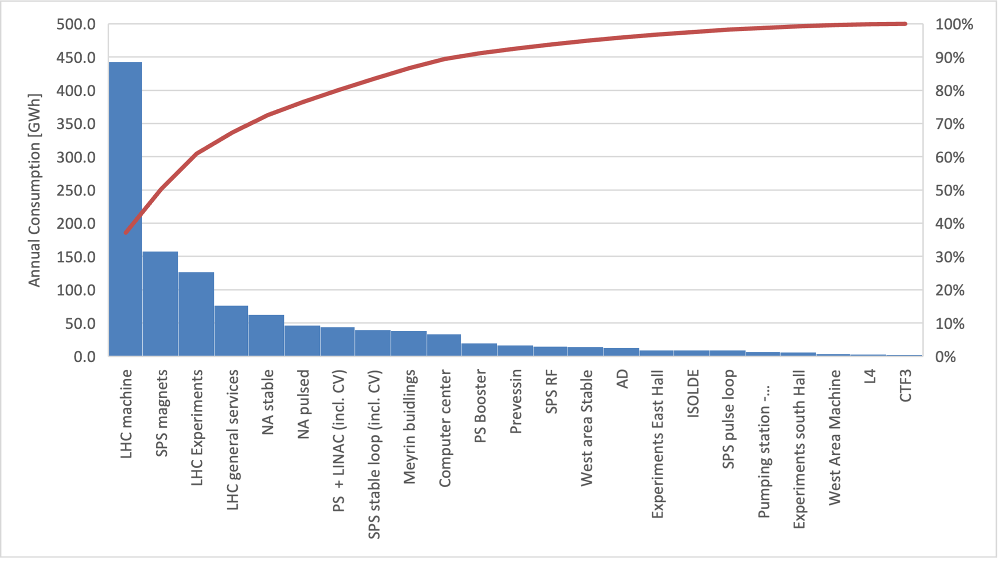 500.0
450.0
400.0
350.0
300.0
250.0
200.0
150.0
100.0
50.0
0.0
Annual Consumption [GWh]
100%
90%
80%
70%
60%
50%
40%
30%
20%
10%
0%
LHC machine
SPS magnets
LHC Experiments
LHC general services
NA stable
NA pulsed
PS + LINAC (incl. CV)
SPS stable loop (incl. CV)
Meyrin buidlings
Computer center
PS Booster
Prevessin
SPS RF
West area Stable
AD
Experiments East Hall
ISOLDE
SPS pulse loop
Pumping station -...
Experiments south Hall
West Area Machine
L4
CTF3